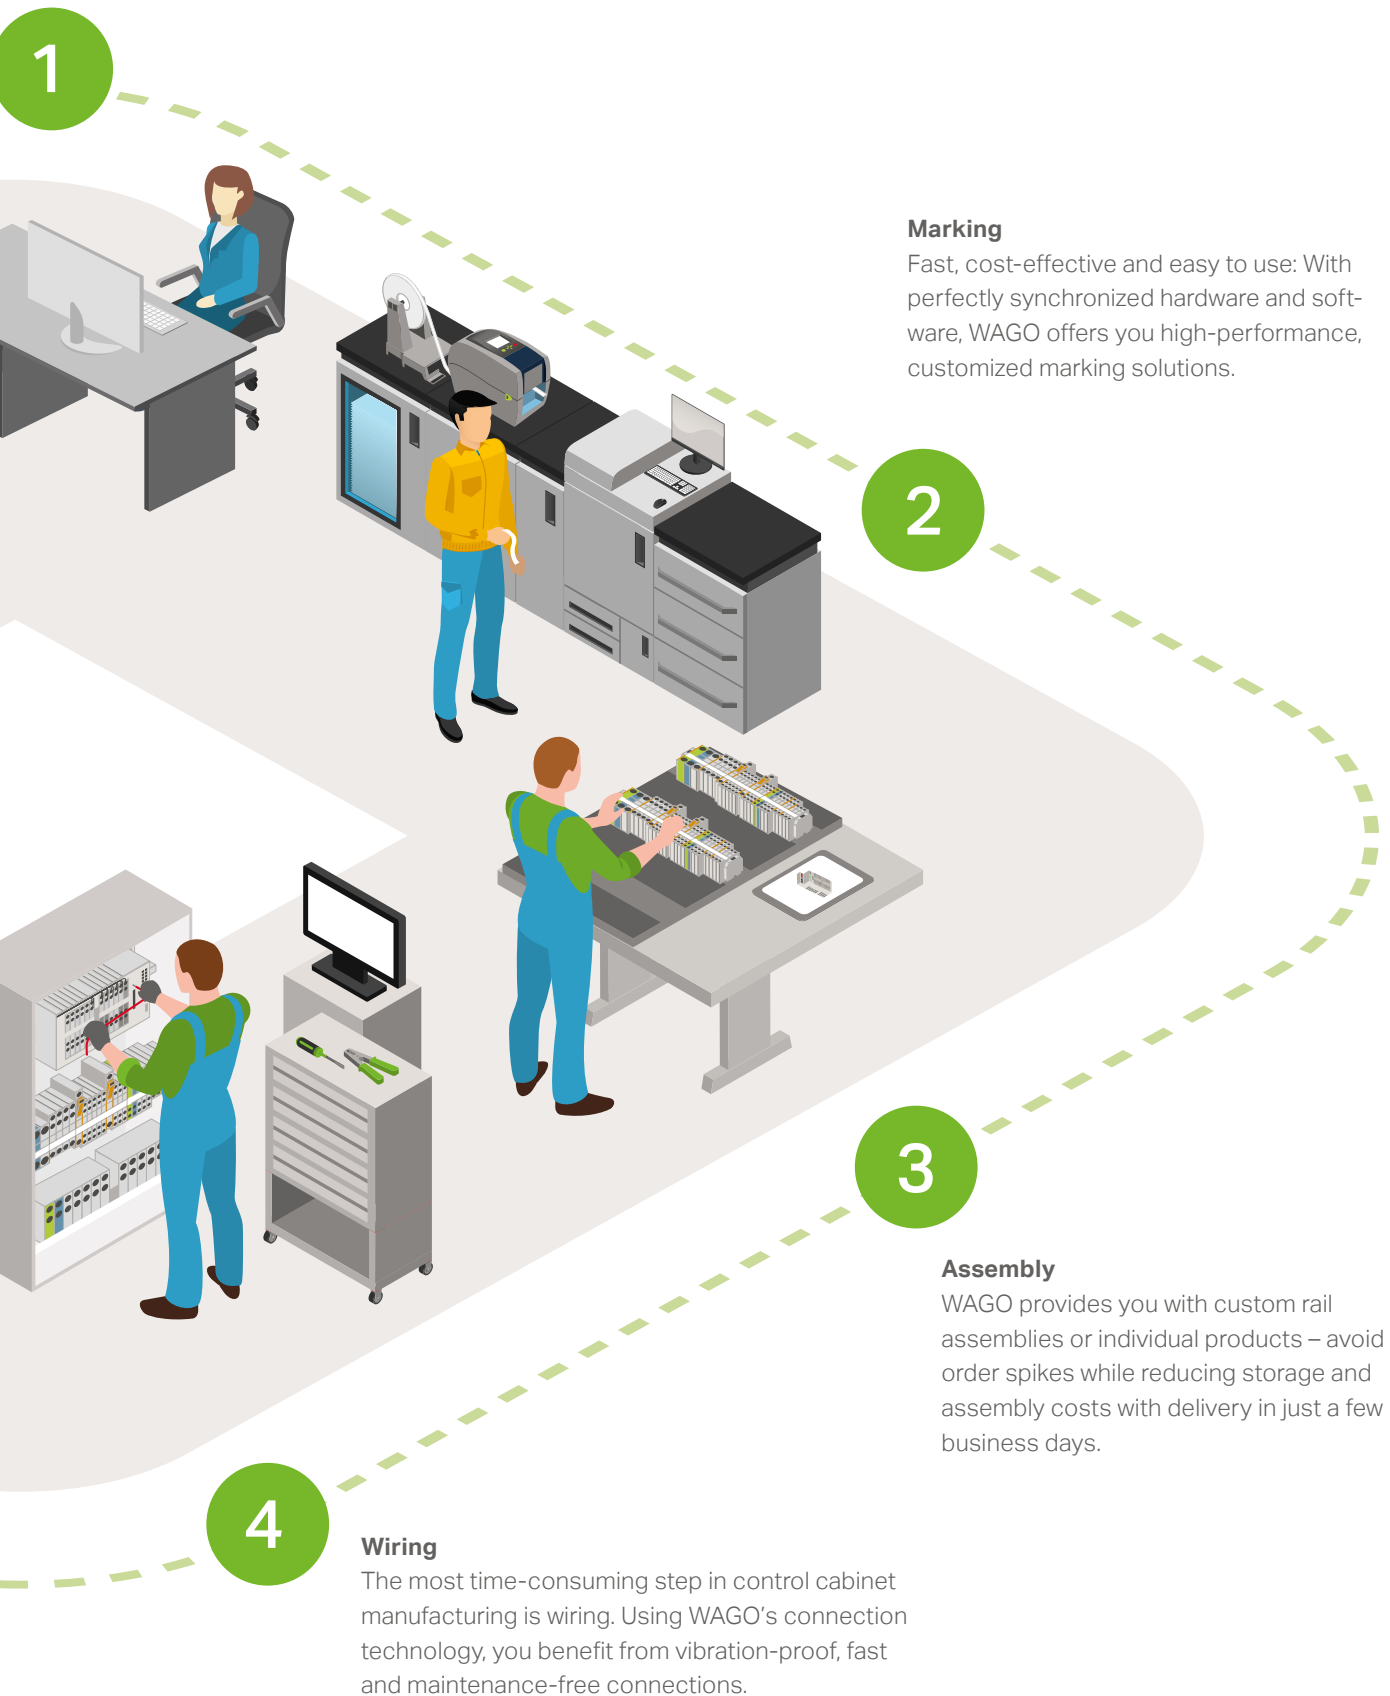 1
Marking
Fast, cost-effective and easy to use: With
perfectly synchronized hardware and soft-
ware, WAGO offers you high-performance,
customized marking solutions.
2
3
Assembly
WAGO provides you with custom rail
assemblies or individual products – avoid
order spikes while reducing storage and
assembly costs with delivery in just a few
business days.
4
Wiring
The most time-consuming step in control cabinet
manufacturing is wiring. Using WAGO’s connection
technology, you benefit from vibration-proof, fast
and maintenance-free connections.